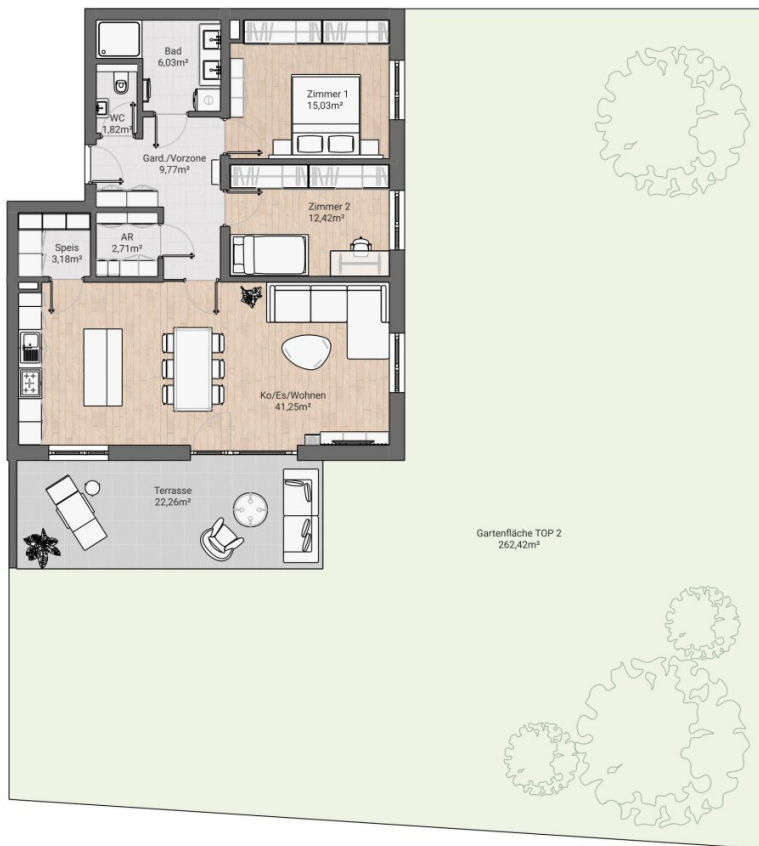 Bad
6,03m²
Zimmer 1
15,03m²
WC
1,82m²
Gard./Vorzone
9,77m²
Zimmer 2
12,42m²
AR
2,71m²
Speis
3,18m²
Ko/Es/Wohnen
41,25m²
Terrasse
22,26m²
Gartenfläche TOP 2
262,42m²